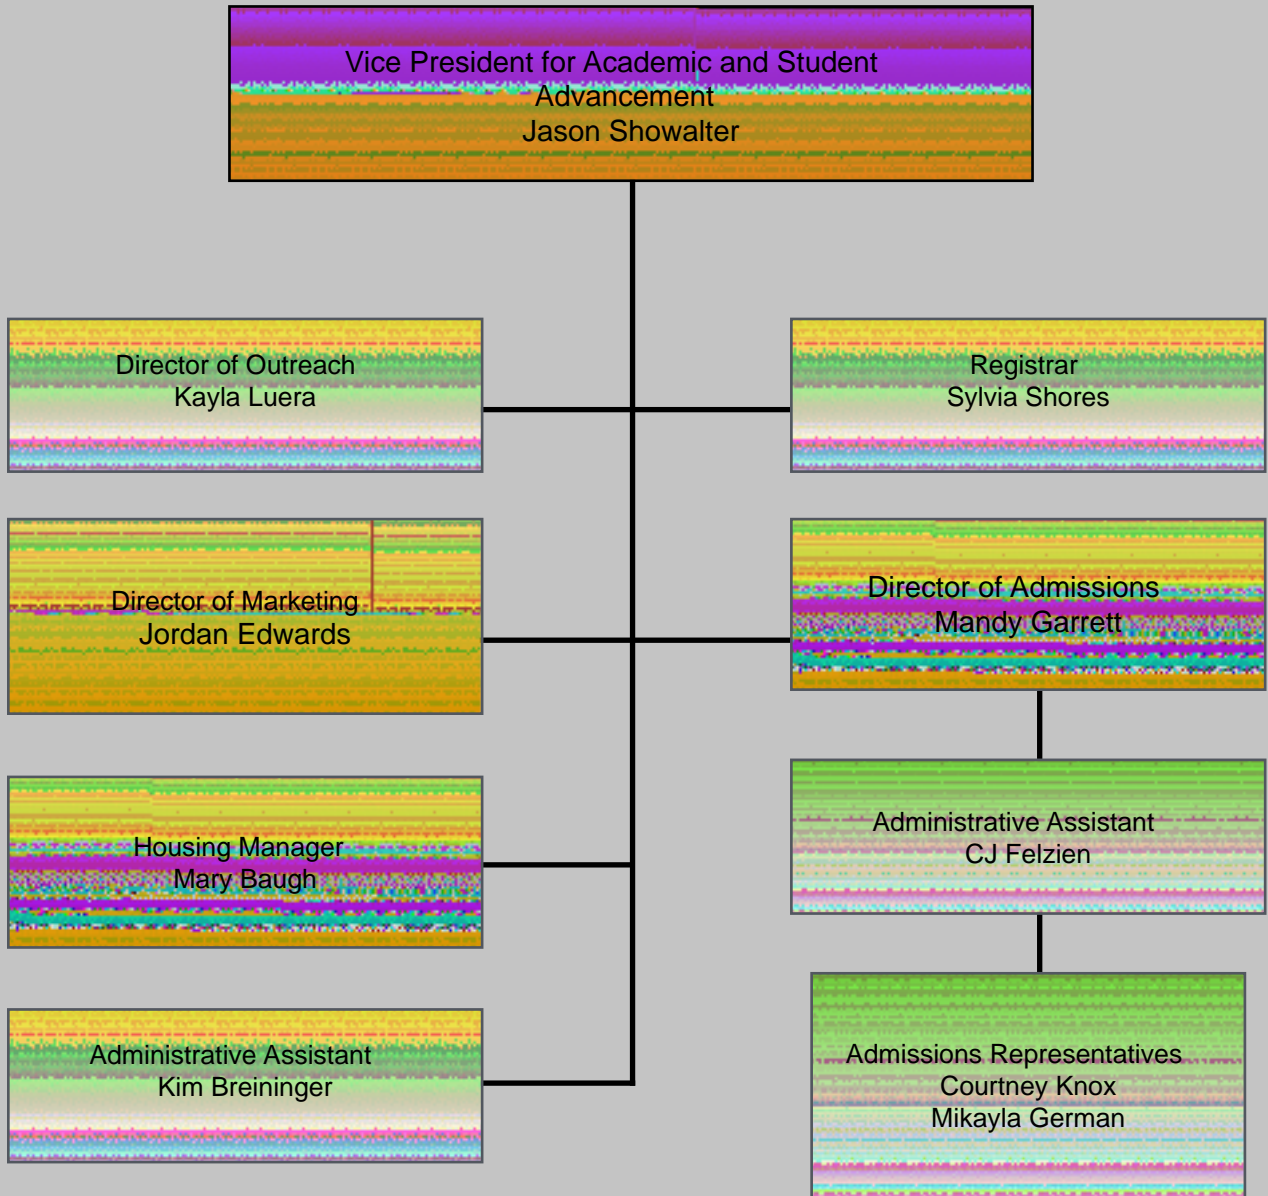 Vice President for Academic and Student
Advancement
Jason Showalter
Director of Outreach
Kayla Luera
Registrar
Sylvia Shores
Director of Marketing
Jordan Edwards
Director of Admissions
Mandy Garrett
Housing Manager
Mary Baugh
Administrative Assistant
CJ Felzien
Administrative Assistant
Kim Breininger
Admissions Representatives
Courtney Knox
Mikayla German